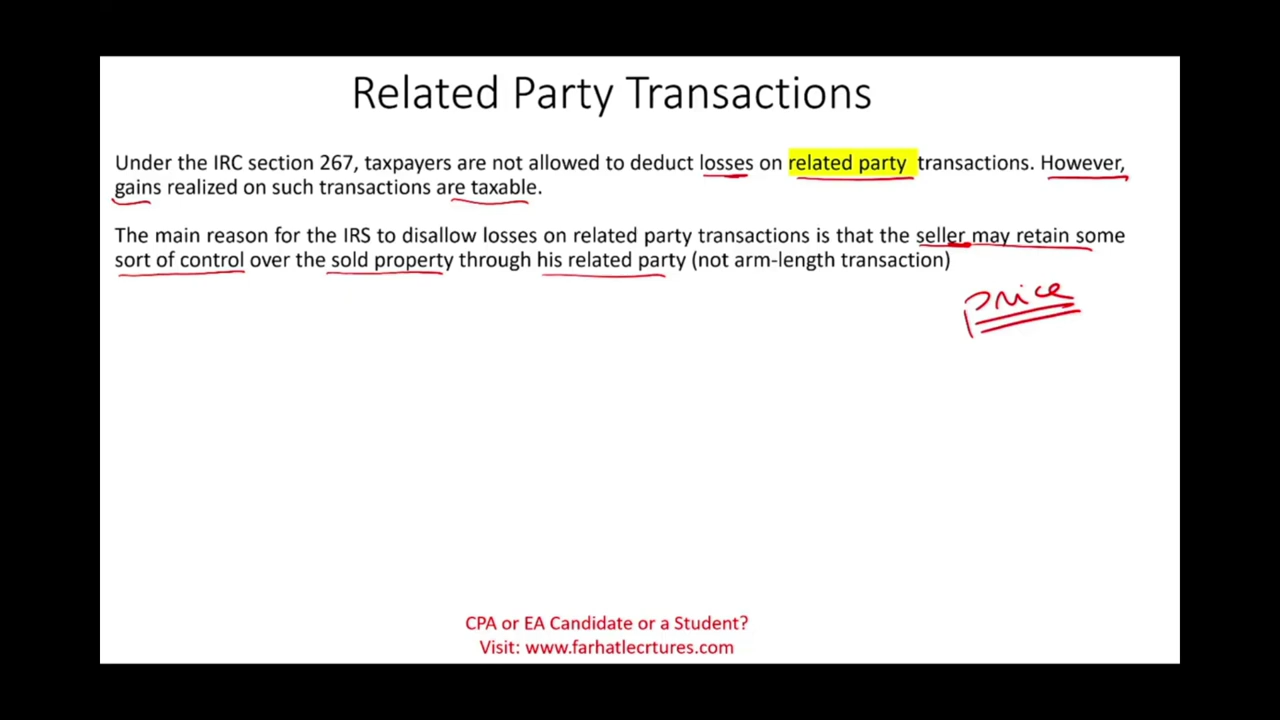 Related Party Transactions
Under the IRC section 267, taxpayers are not allowed to deduct losses on related party transactions. However,
gains realized on such transactions are taxable.
The main reason for the IRS to disallow losses on related party transactions is that the seller may retain some
sort of control over the sold property through his related party (not arm-length transaction)
price
CPA or EA Candidate or a Student?
Visit: www.farhatlecrtures.com